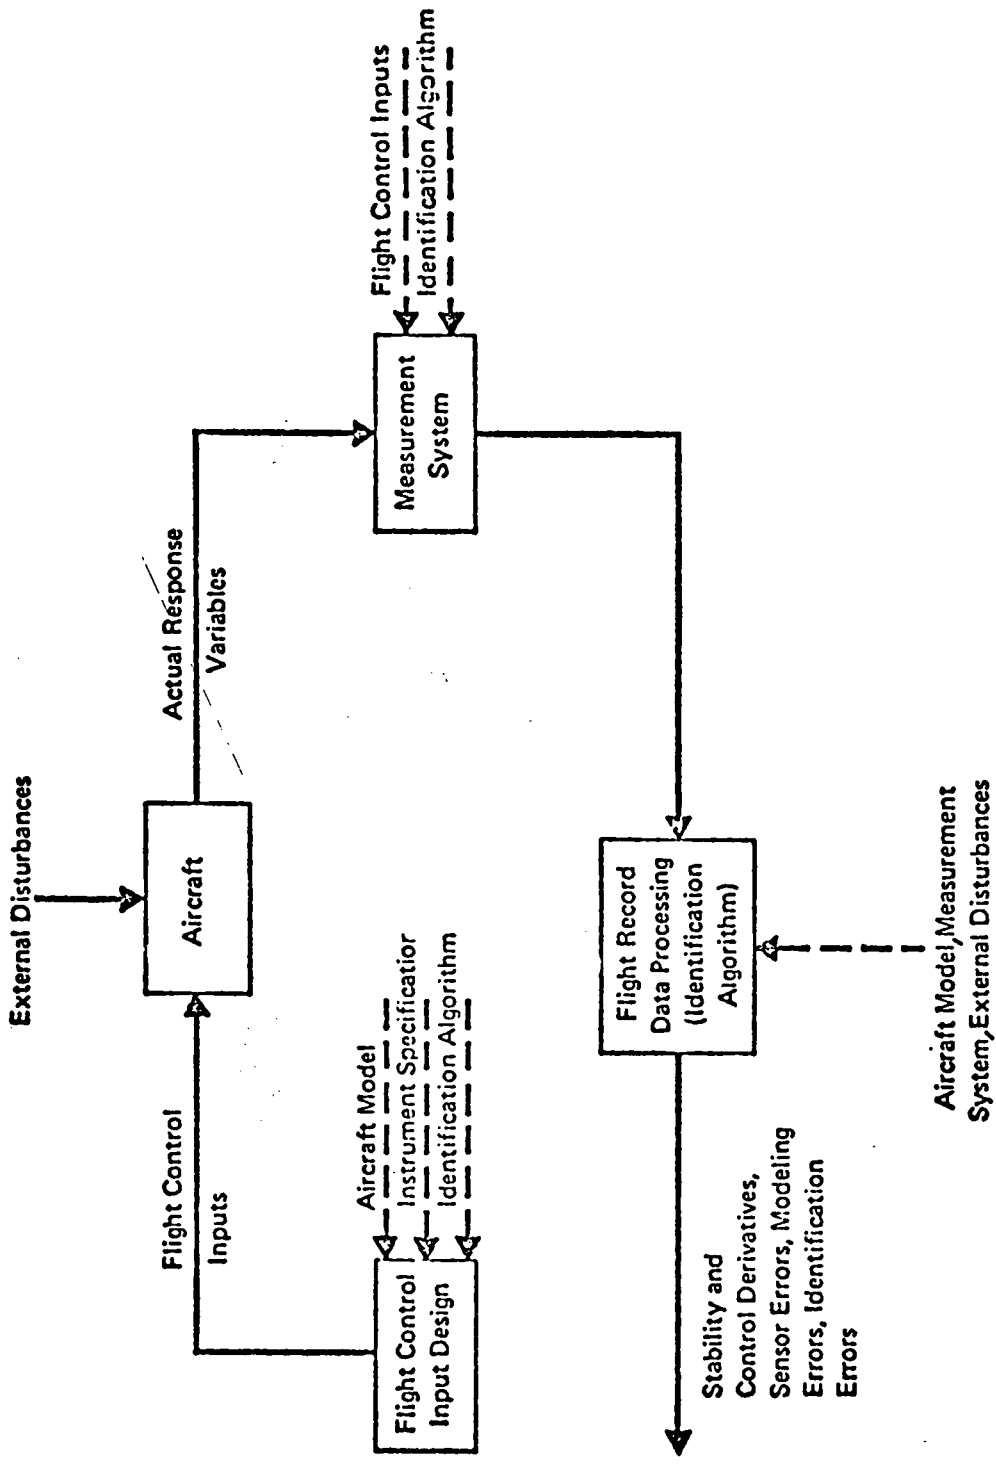 External Disturbances
Flight Control
Inputs
Aircraft
Actual Response
Variables
Aircraft Model
Instrument Specificatior
Identification Algorithm
Flight Control
Input Design
Flight Control Inputs
Identification Algorithm
Measurement
System
Flight Record
Data Processing
(Identification
Algorithm)
Stability and
Control Derivatives,
Sensor Errors, Modeling
Errors, Identification
Errors
Aircraft Model, Measurement
System, External Disturbances